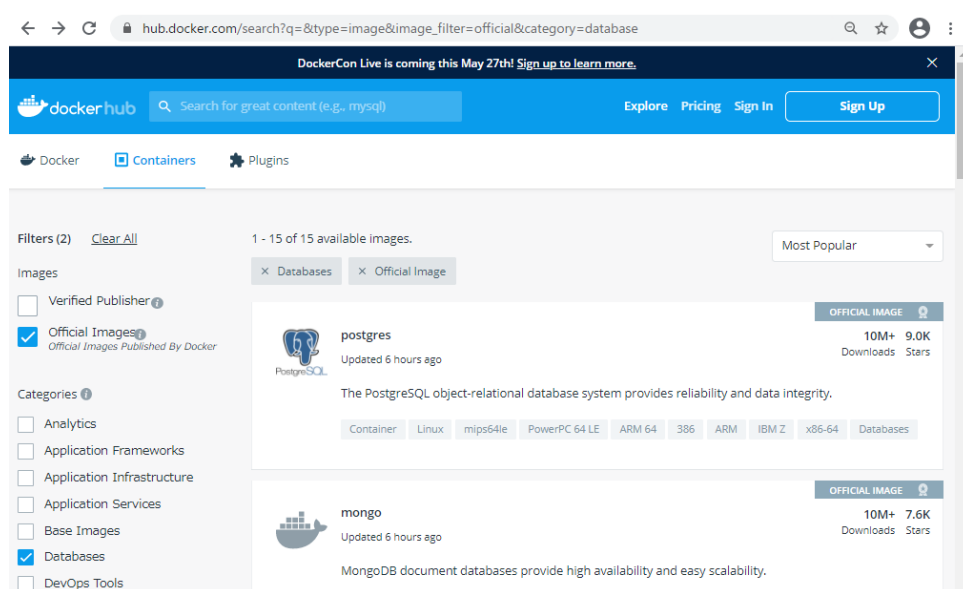 hub.docker.com/search?q=&type=image&image_filter=official&category=database
DockerCon Live is coming this May 27th! Sign up to learn more.
dockerhub
Search for great content (e.g., mysql)
Explore Pricing Sign In Sign Up
Docker Containers Plugins
Filters (2) Clear All
1 - 15 of 15 available images.
Most Popular
Images
Databases Official Image
Verified Publisher
Official Images
Official Images Published By Docker
Categories
Analytics
Application Frameworks
Application Infrastructure
Application Services
Base Images
Databases
DevOps Tools
OFFICIAL IMAGE
PostgreSQL
postgres
10M+ 9.0K
Updated 6 hours ago
Downloads Stars
The PostgreSQL object-relational database system provides reliability and data integrity.
Container Linux mips64le PowerPC 64 LE ARM 64 386 ARM IBM Z x86-64 Databases
OFFICIAL IMAGE
mongo
10M+ 7.6K
Updated 6 hours ago
Downloads Stars
MongoDB document databases provide high availability and easy scalability.